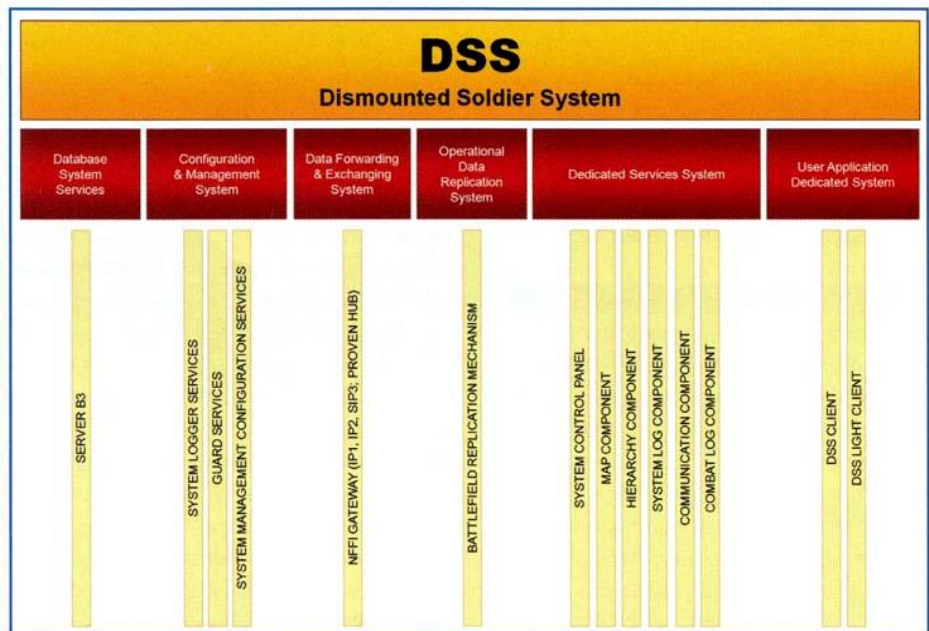 DSS
Dismounted Soldier System
Database
System
Services
Configuration
& Management
System
Data Forwarding
& Exchanging
System
Operational
Data
Replication
System
Dedicated Services System
User Application
Dedicated System
SERVER B3
SYSTEM LOGGER SERVICES
GUARD SERVICES
SYSTEM MANAGEMENT CONFIGURATION SERVICES
NFFI GATEWAY (IP1, IP2, SIP3; PROVEN HUB)
BATTLEFIELD REPLICATION MECHANISM
SYSTEM CONTROL PANEL
MAP COMPONENT
HIERARCHY COMPONENT
SYSTEM LOG COMPONENT
COMMUNICATION COMPONENT
COMBAT LOG COMPONENT
DSS CLIENT
DSS LIGHT CLIENT